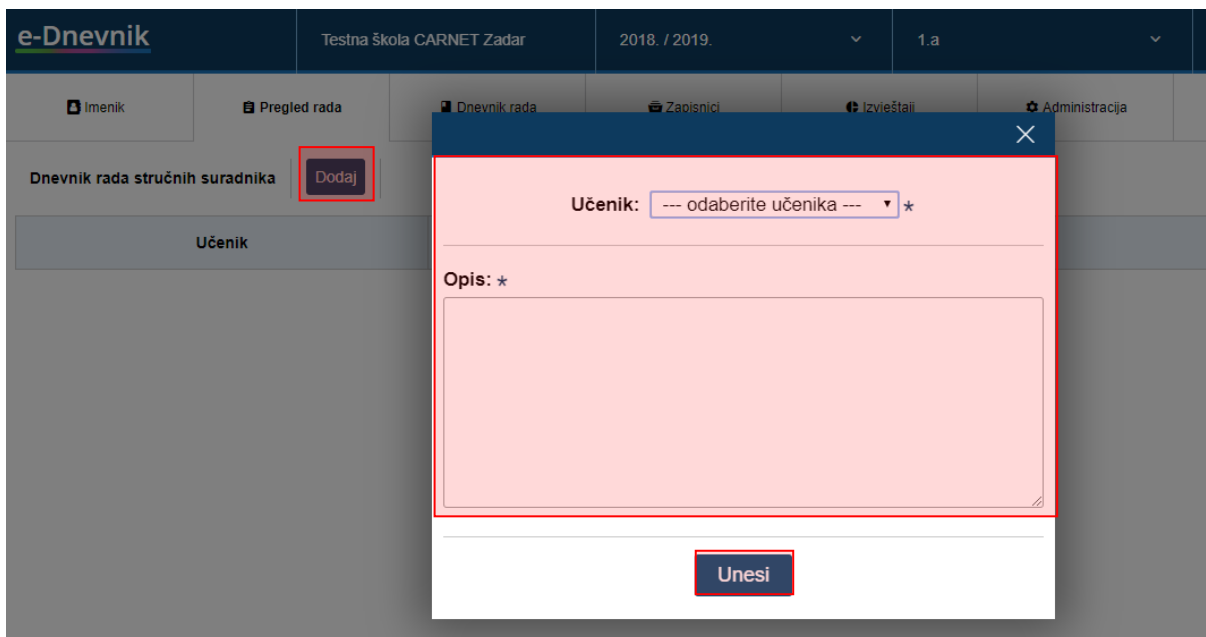 e-Dnevnik Testna škola CARNET Zadar 2018. / 2019. 1.a
Imenik Pregled rada Dnevnik rada Zapisnici Izvještaji Administracija
Dnevnik rada stručnih suradnika Dodaj
Učenik
Učenik: --- odaberite učenika --- *
Opis: *
Unesi